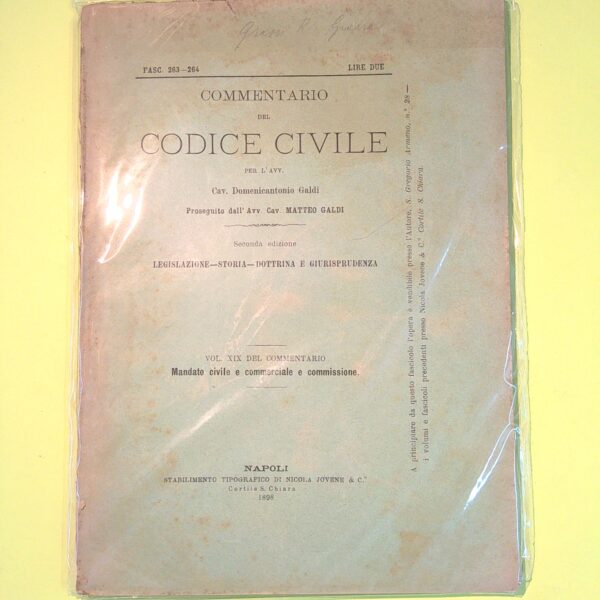 FASC. 263—264 LIRE DUE
COMMENTARIO
DEL
CODICE CIVILE
PER L'AVV.
Cav. Domenicantonio Galdi
Proseguito dall'Avv. Cav. MATTEO GALDI
Seconda edizione
LEGISLAZIONE—STORIA—DOTTRINA E GIURISPRUDENZA
VOL. XIX DEL COMMENTARIO
Mandato civile e commerciale e commissione.
NAPOLI
STABILIMENTO TIPOGRAFICO DI NICOLA JOVENE & C.º
Cortile S. Chiara
1898
A principiare da questo fascicolo l'opera è vendibile presso l'Autore, S. Gregorio Armeno, n.º 28 —
i volumi e fascicoli precedenti presso Nicola Jovene & C.º Cortile S. Chiara.